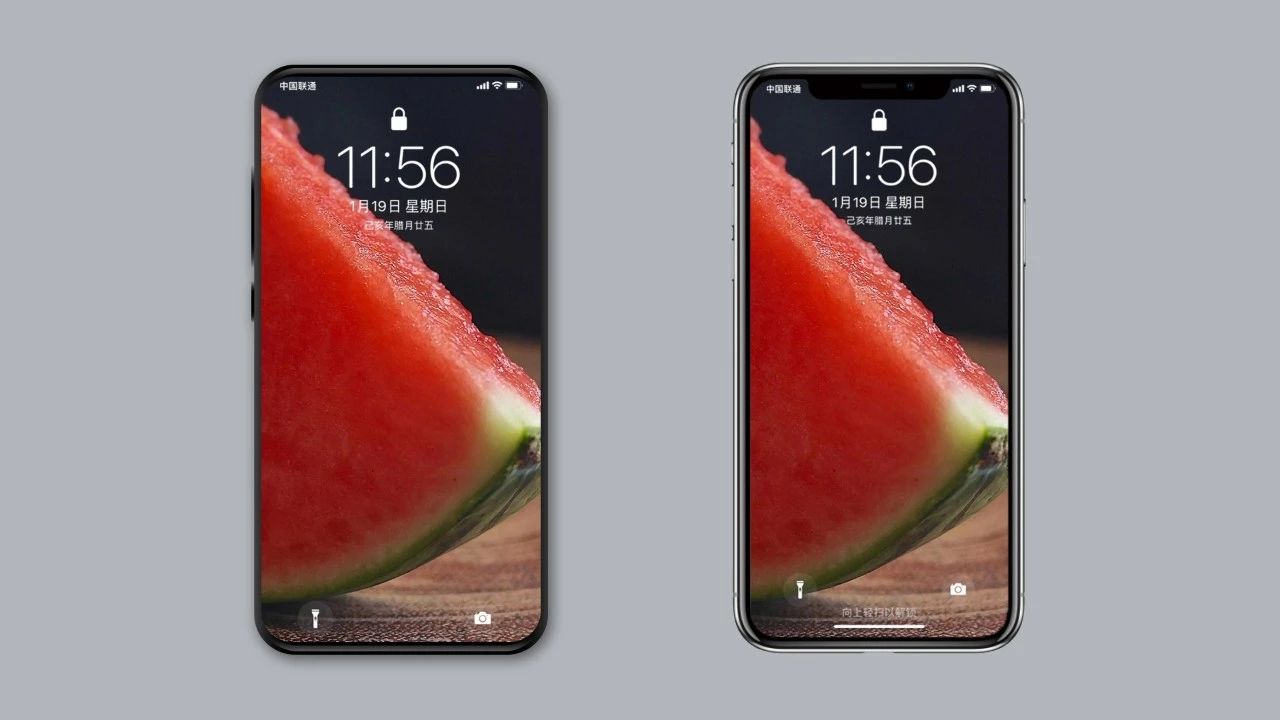 中国联通
11:56
1月19日 星期日
己亥年腊月廿五
中国联通
11:56
1月19日 星期日
己亥年腊月廿五
向上轻扫以解锁